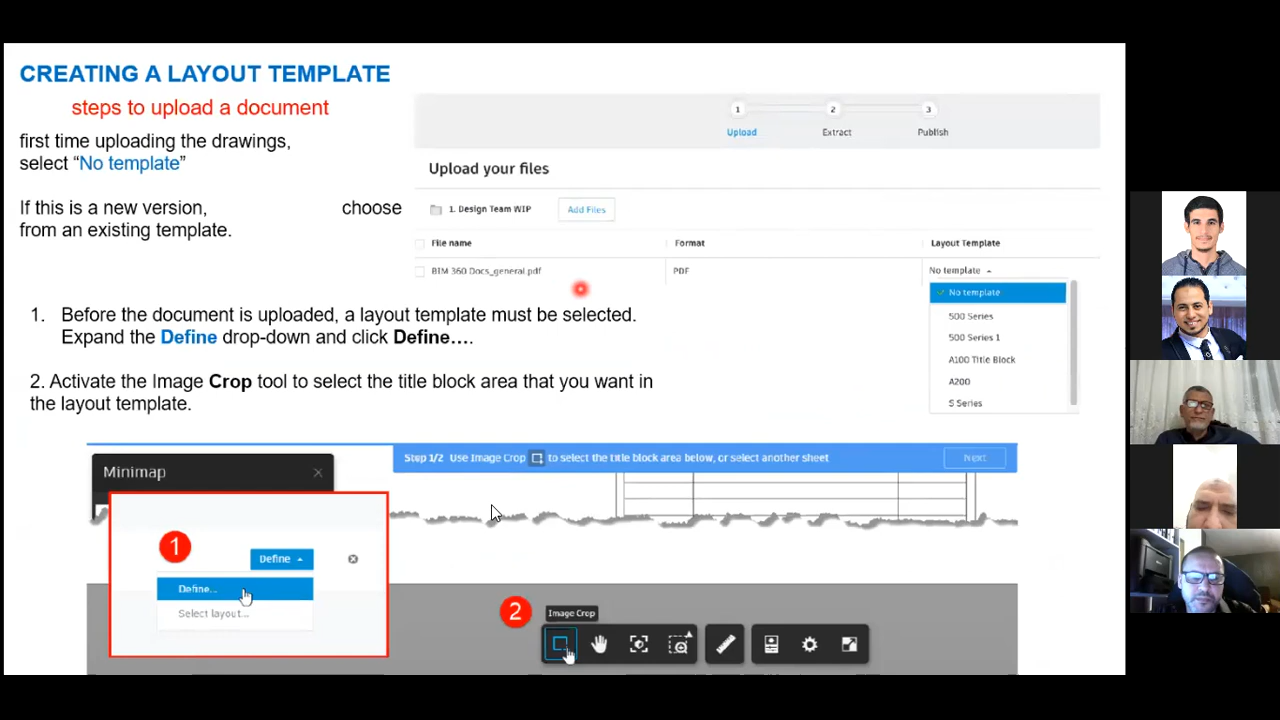 CREATING A LAYOUT TEMPLATE
steps to upload a document
first time uploading the drawings,
select “No template”
If this is a new version, choose
from an existing template.
1 2 3
Upload Extract Publish
Upload your files
1. Design Team WIP Add Files
File name Format Layout Template
BIM 360 Docs_general.pdf PDF No template
No template
500 Series
500 Series 1
A100 Title Block
A200
S Series
1. Before the document is uploaded, a layout template must be selected.
Expand the Define drop-down and click Define….
2. Activate the Image Crop tool to select the title block area that you want in
the layout template.
Minimap
Step 1/2 Use Image Crop to select the title block area below, or select another sheet Next
1
Define
Define...
Select layout...
2
Image Crop